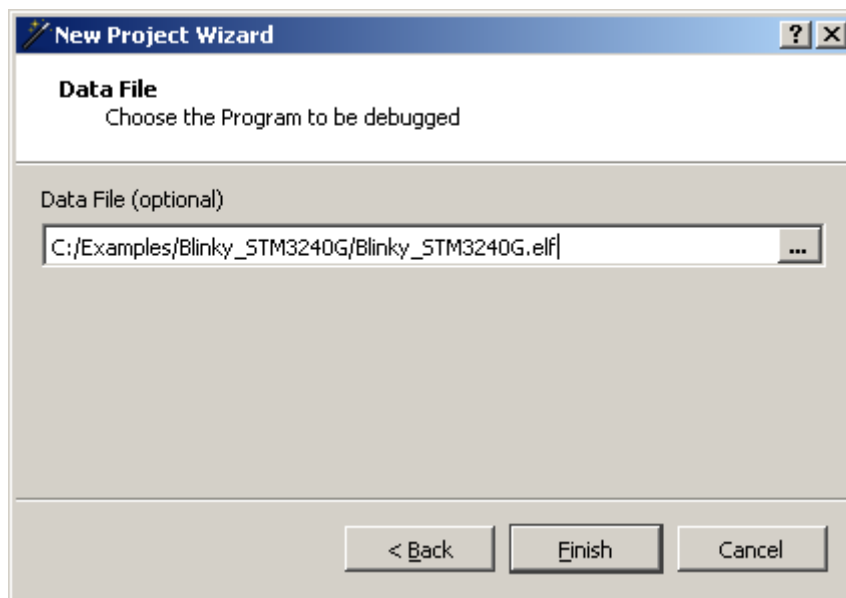 New Project Wizard
Data File
Choose the Program to be debugged
Data File (optional)
C:/Examples/Blinky_STM3240G/Blinky_STM3240G.elf
...
< Back
Finish
Cancel